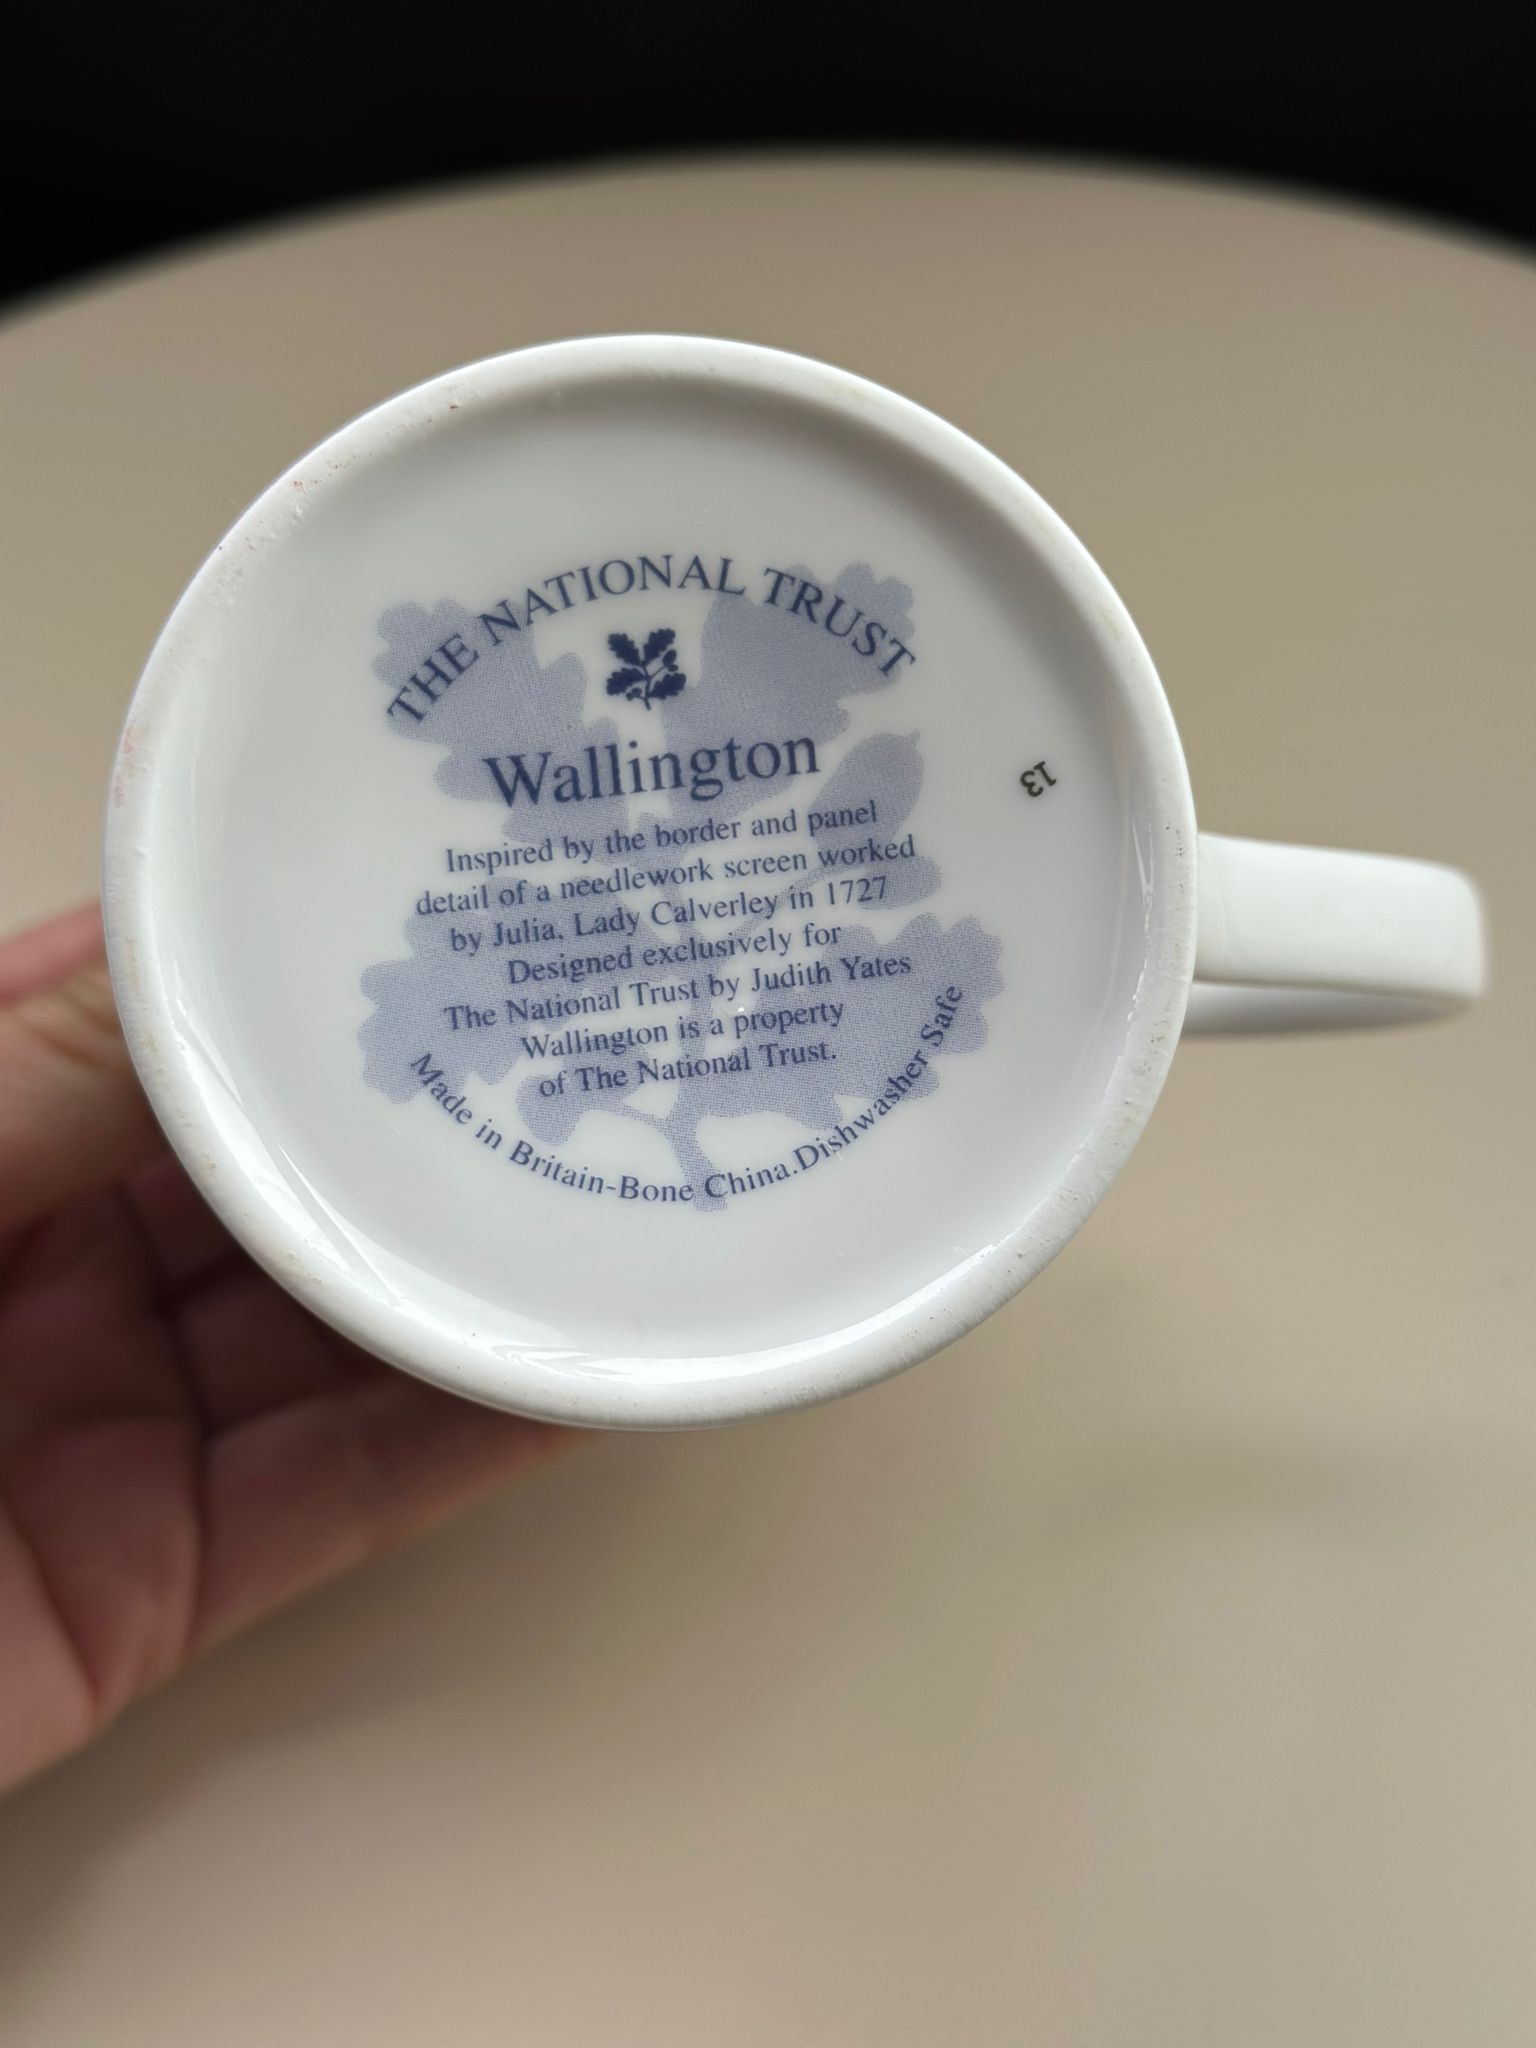 THE NATIONAL TRUST
Wallington
Inspired by the border and panel
detail of a needlework screen worked
by Julia, Lady Calverley in 1727
Designed exclusively for
The National Trust by Judith Yates
Wallington is a property
of The National Trust.
Made in Britain-Bone China.Dishwasher Safe
13